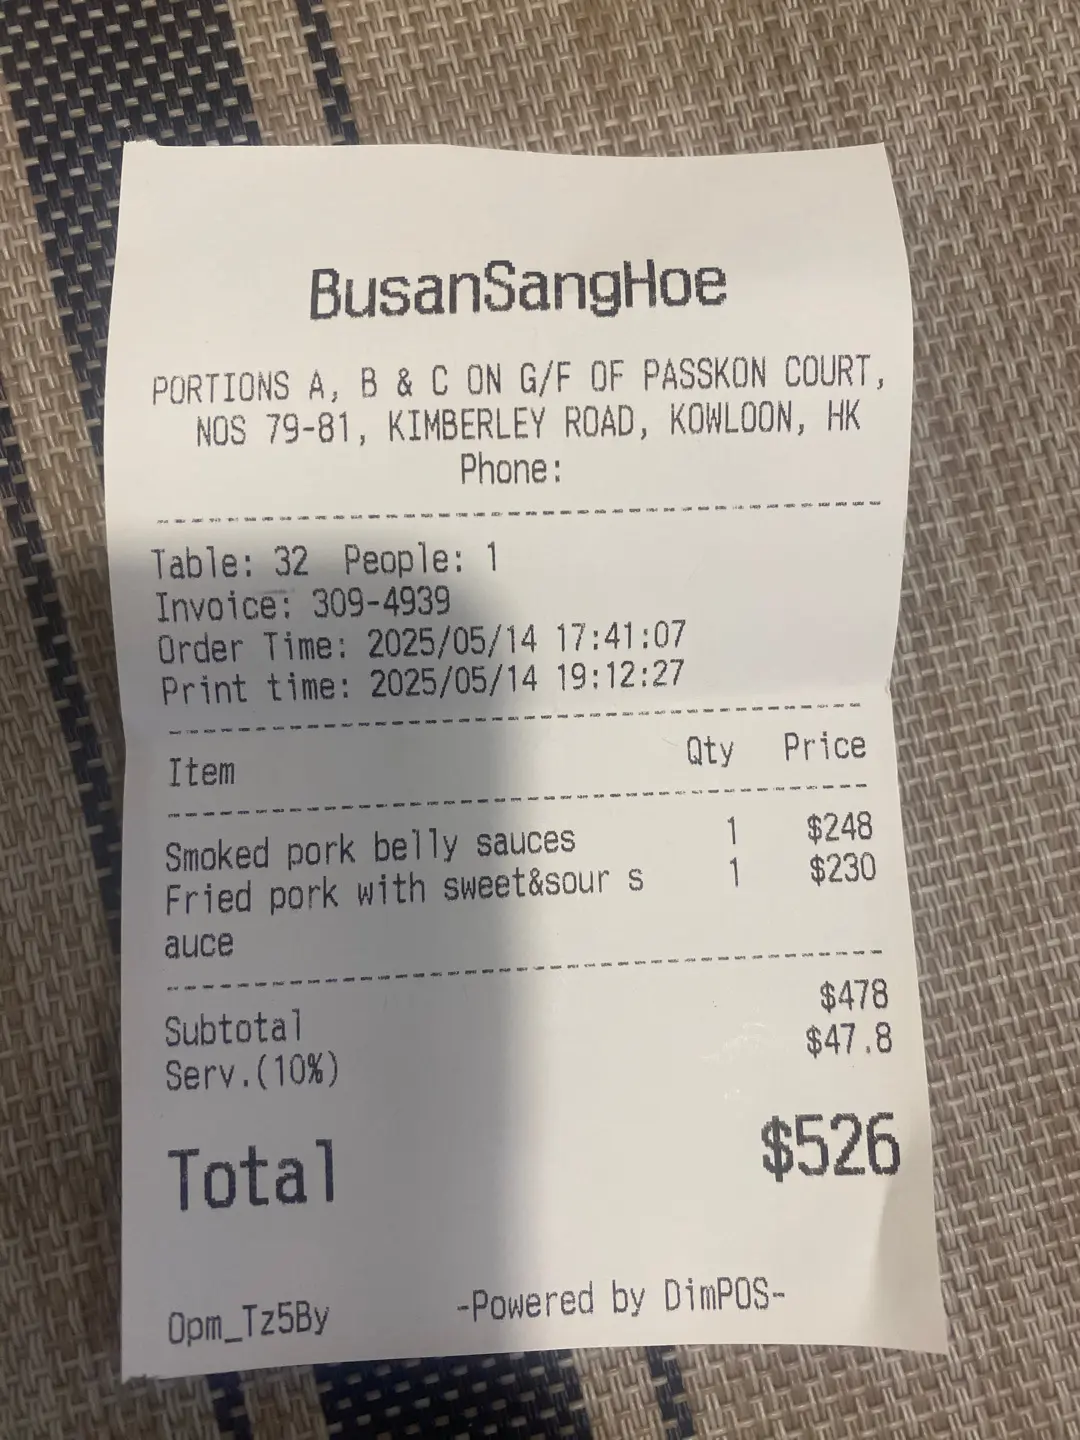 BusanSangHoe
PORTIONS A, B & C ON G/F OF PASSKON COURT,
NOS 79-81, KIMBERLEY ROAD, KOWLOON, HK
Phone:
Table: 32 People: 1
Invoice: 309-4939
Order Time: 2025/05/14 17:41:07
Print time: 2025/05/14 19:12:27
Item Qty Price
Smoked pork belly sauces 1 $248
Fried pork with sweet&sour s 1 $230
auce
Subtotal $478
Serv.(10%) $47.8
Total $526
Opm_Tz5By -Powered by DimPOS-